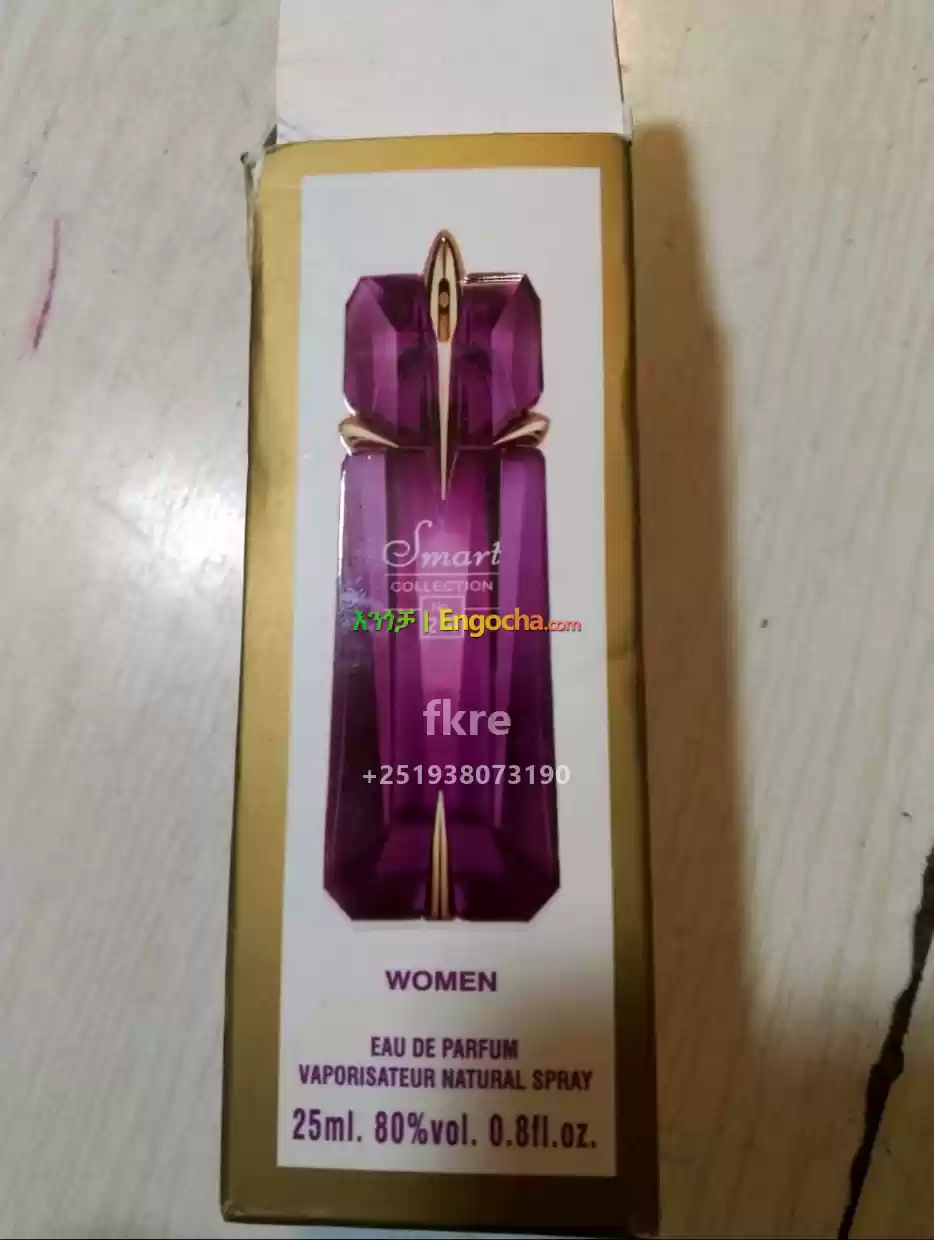 Smart
COLLECTION
እንጎቻ | Engocha.com
fkre
+251938073190
WOMEN
EAU DE PARFUM
VAPORISATEUR NATURAL SPRAY
25ml. 80%vol. 0.8fl.oz.